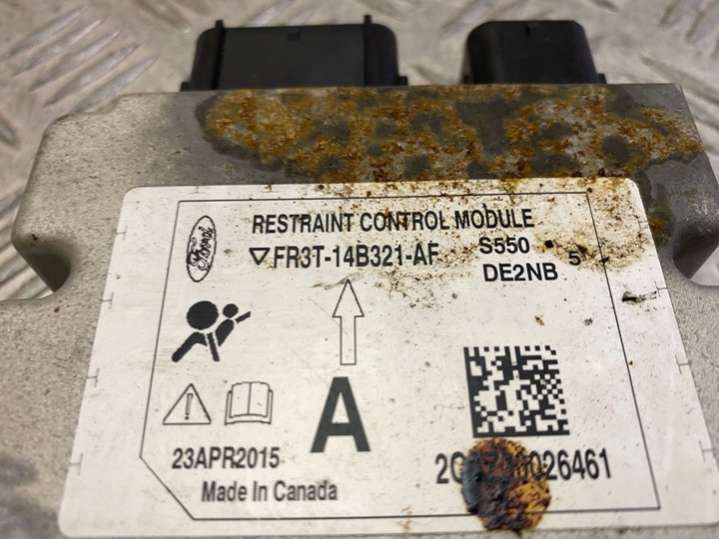 RESTRAINT CONTROL MODULE
Ford
FR3T-14B321-AF S550
DE2NB 5
A
23APR2015
Made In Canada